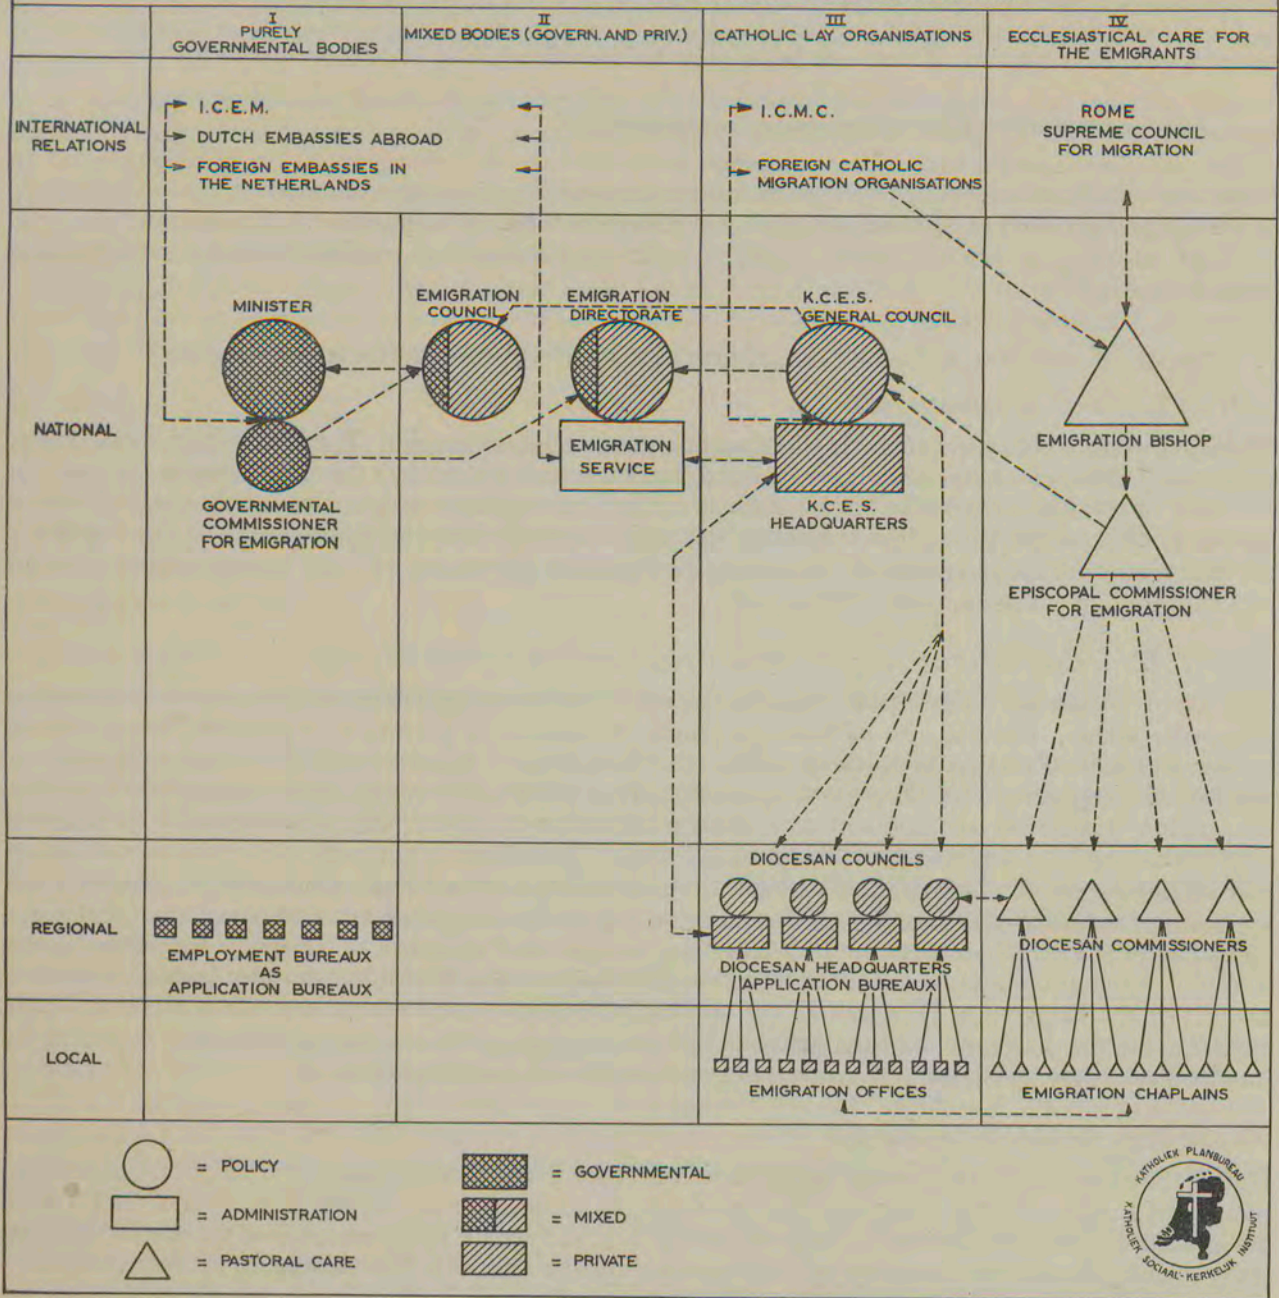 I
PURELY
GOVERNMENTAL BODIES
II
MIXED BODIES (GOVERN. AND PRIV.)
III
CATHOLIC LAY ORGANISATIONS
IV
ECCLESIASTICAL CARE FOR
THE EMIGRANTS
INTERNATIONAL
RELATIONS
I.C.E.M.
DUTCH EMBASSIES ABROAD
FOREIGN EMBASSIES IN
THE NETHERLANDS
I.C.M.C.
FOREIGN CATHOLIC
MIGRATION ORGANISATIONS
ROME
SUPREME COUNCIL
FOR MIGRATION
NATIONAL
MINISTER
GOVERNMENTAL
COMMISSIONER
FOR EMIGRATION
EMIGRATION
COUNCIL
EMIGRATION
DIRECTORATE
EMIGRATION
SERVICE
K.C.E.S.
GENERAL COUNCIL
K.C.E.S.
HEADQUARTERS
EMIGRATION BISHOP
EPISCOPAL COMMISSIONER
FOR EMIGRATION
REGIONAL
EMPLOYMENT BUREAUX
AS
APPLICATION BUREAUX
DIOCESAN COUNCILS
DIOCESAN HEADQUARTERS
APPLICATION BUREAUX
DIOCESAN COMMISSIONERS
LOCAL
EMIGRATION OFFICES
EMIGRATION CHAPLAINS
= POLICY
= ADMINISTRATION
= PASTORAL CARE
= GOVERNMENTAL
= MIXED
= PRIVATE
KATHOLIEK PLANBUREAU
KATHOLIEK SOCIAAL-KERKELIJK INSTITUUT